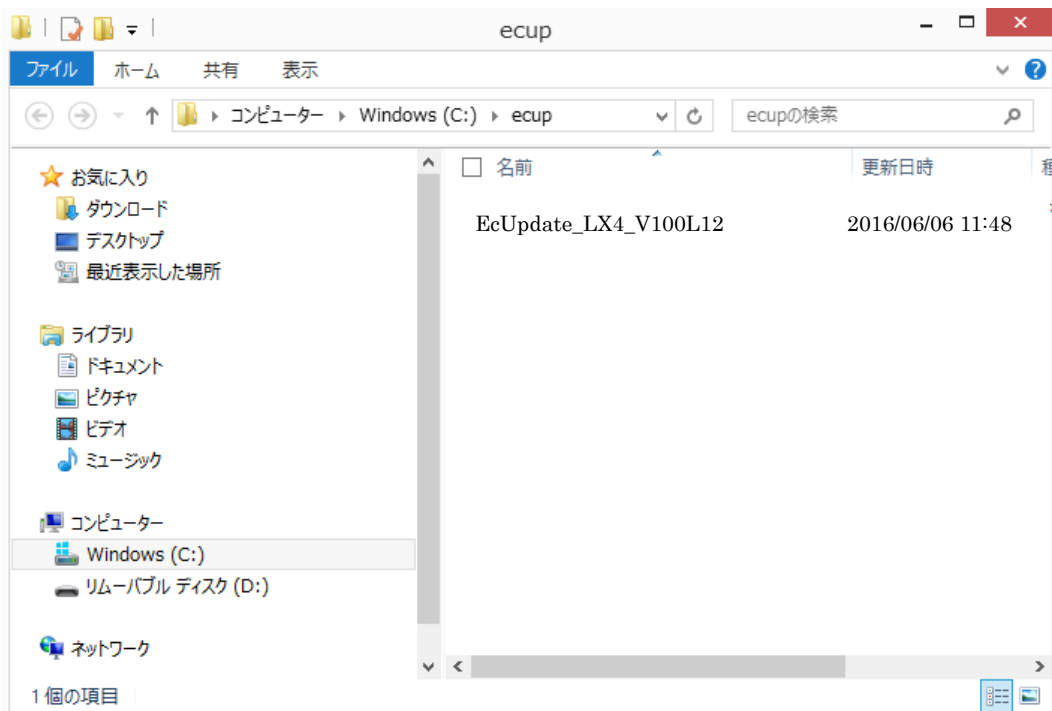 ecup
ファイル ホーム 共有 表示
コンピューター Windows (C:) ecup ecupの検索
名前 更新日時
お気に入り
ダウンロード
EcUpdate_LX4_V100L12 2016/06/06 11:48
デスクトップ
最近表示した場所
ライブラリ
ドキュメント
ピクチャ
ビデオ
ミュージック
コンピューター
Windows (C:)
リムーバブル ディスク (D:)
ネットワーク
1 個の項目